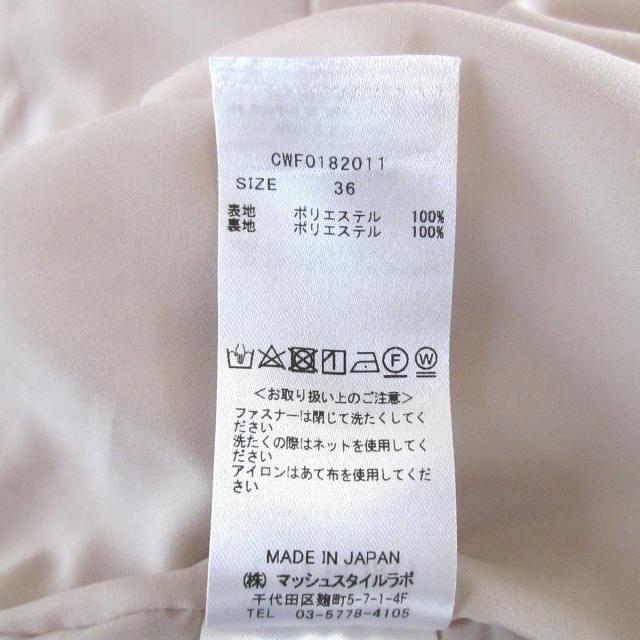 CWF0182011
SIZE 36
表地 ポリエステル 100%
裏地 ポリエステル 100%
F W
<お取り扱い上のご注意>
ファスナーは閉じて洗たくしてく
ださい
洗たくの際はネットを使用してく
ださい
アイロンはあて布を使用してくだ
さい
MADE IN JAPAN
(株) マッシュスタイルラボ
千代田区麹町5-7-1-4F
TEL 03-5778-4105